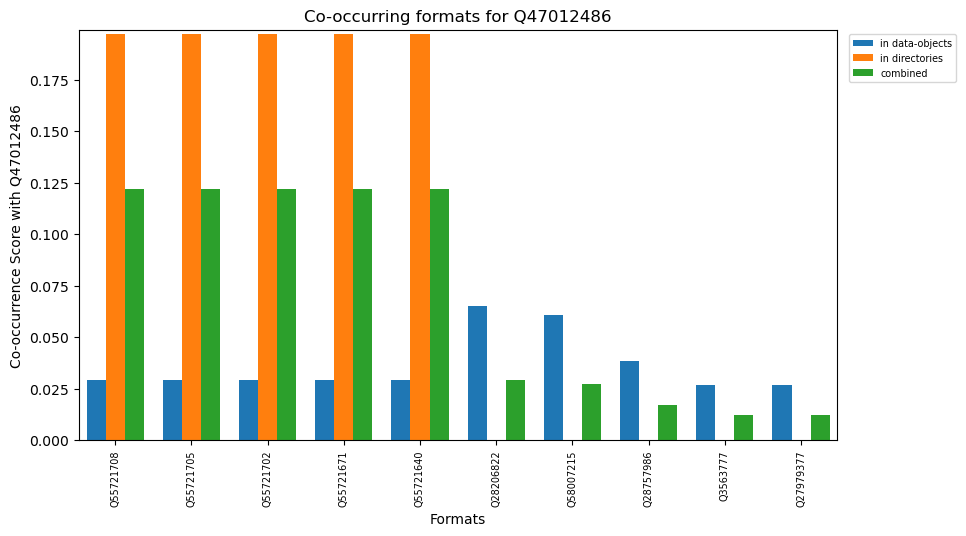 Co-occurring formats for Q47012486
in data-objects
in directories
combined
Co-occurrence Score with Q47012486
0.175
0.150
0.125
0.100
0.075
0.050
0.025
0.000
Q55721708
Q55721705
Q55721702
Q55721671
Q55721640
Q28206822
Q58007215
Q28757986
Q3563777
Q27979377
Formats